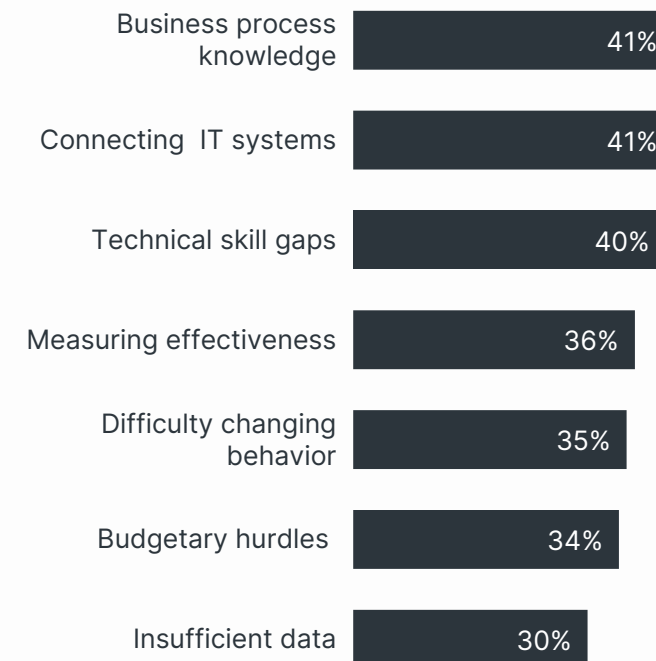 Business process
knowledge
41%
Connecting  IT systems
41%
Technical skill gaps
40%
Measuring effectiveness
36%
Difficulty changing
behavior
35%
Budgetary hurdles
34%
Insufficient data
30%